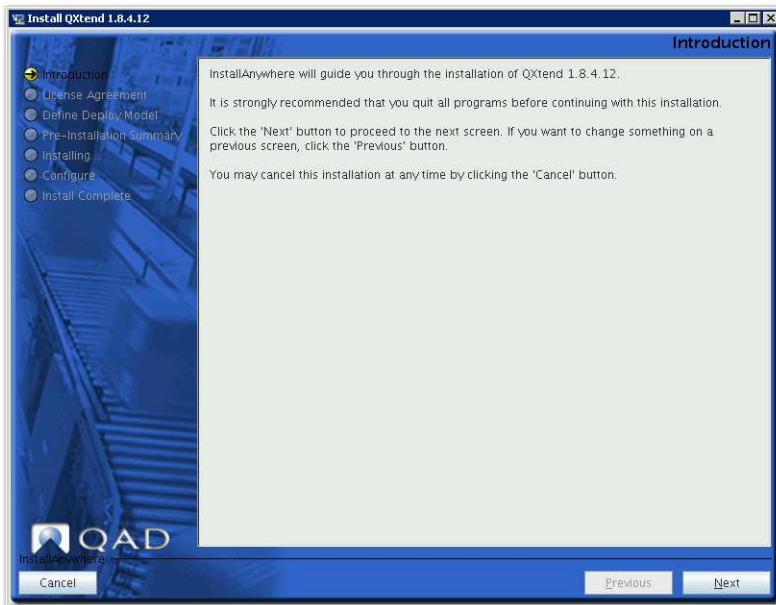 Install QXtend 1.8.4.12
Introduction
Introduction
License Agreement
Define Deploy Model
Pre-Installation Summary
Installing...
Configure
Install Complete
InstallAnywhere will guide you through the installation of QXtend 1.8.4.12.
It is strongly recommended that you quit all programs before continuing with this installation.
Click the 'Next' button to proceed to the next screen. If you want to change something on a
previous screen, click the 'Previous' button.
You may cancel this installation at any time by clicking the 'Cancel' button.
QAD
InstallAnywhere
Cancel
Previous
Next